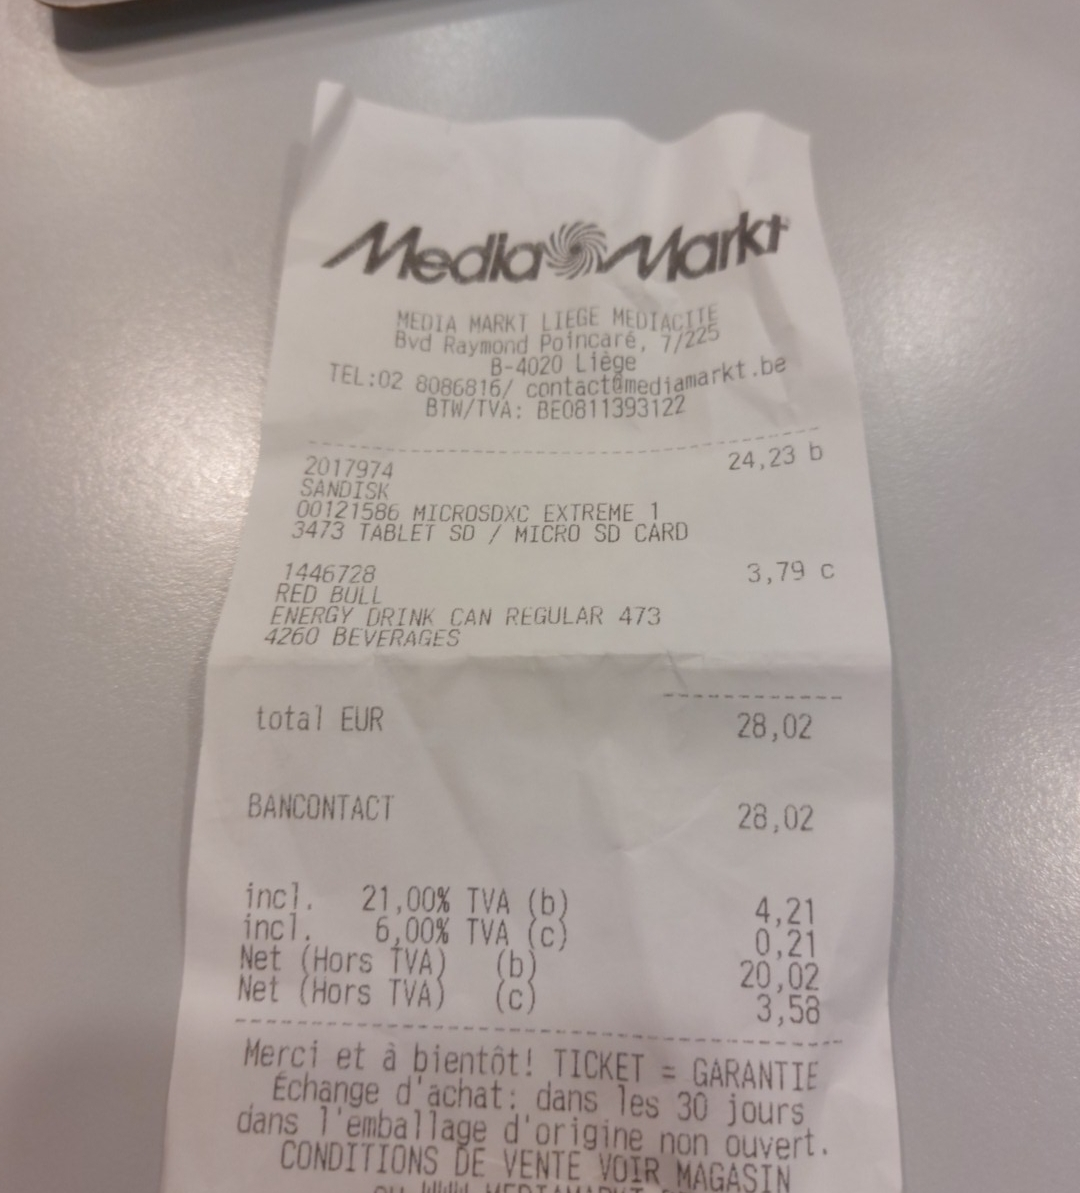 Media Markt
MEDIA MARKT LIEGE MEDIACITE
Bvd Raymond Poincaré, 7/225
B-4020 Liège
TEL:02 8086816/ contact@mediamarkt.be
BTW/TVA: BE0811393122
2017974 24,23 b
SANDISK
00121586 MICROSDXC EXTREME 1
3473 TABLET SD / MICRO SD CARD
1446728 3,79 c
RED BULL
ENERGY DRINK CAN REGULAR 473
4260 BEVERAGES
total EUR 28,02
BANCONTACT 28,02
incl. 21,00% TVA (b) 4,21
incl. 6,00% TVA (c) 0,21
Net (Hors TVA) (b) 20,02
Net (Hors TVA) (c) 3,58
Merci et à bientôt! TICKET = GARANTIE
Échange d'achat: dans les 30 jours
dans l'emballage d'origine non ouvert.
CONDITIONS DE VENTE VOIR MAGASIN